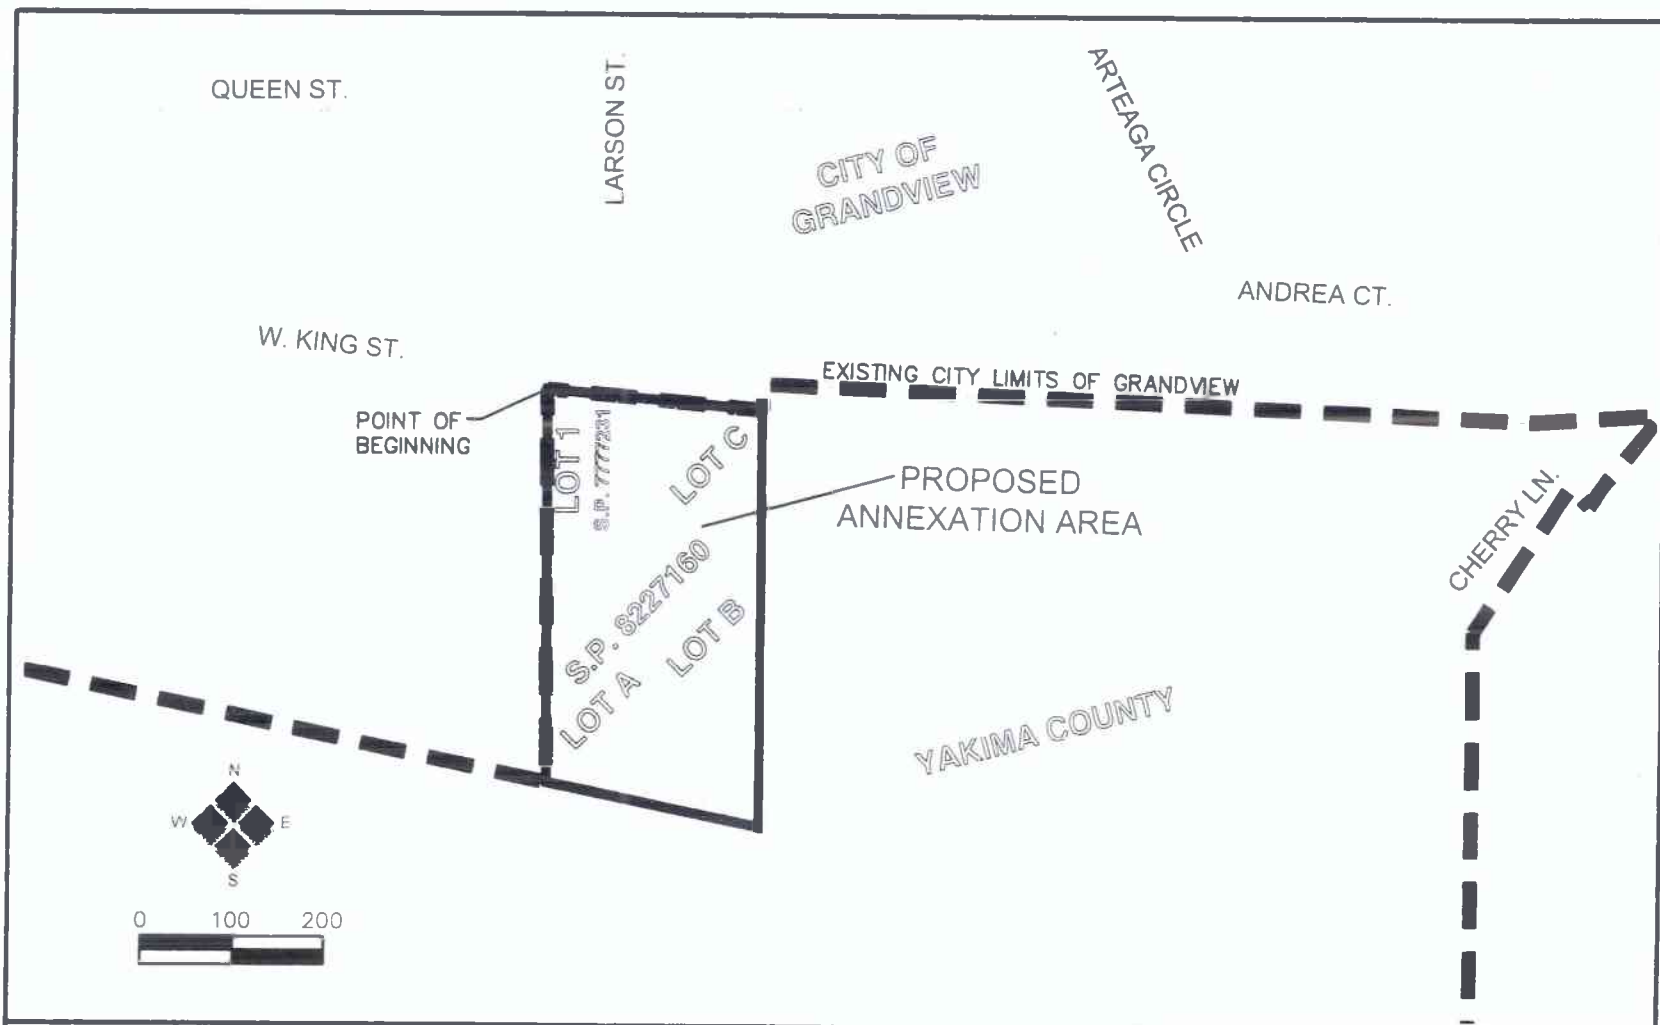 QUEEN ST.
LARSON ST.
CITY OF
GRANDVIEW
ARTEAGA CIRCLE
ANDREA CT.
W. KING ST.
EXISTING CITY LIMITS OF GRANDVIEW
POINT OF
BEGINNING
LOT 1
S.P. 7777231
LOT C
PROPOSED
ANNEXATION AREA
CHERRY LN.
S.P. 8227160
LOT A
LOT B
YAKIMA COUNTY
N
W
E
S
0 100 200